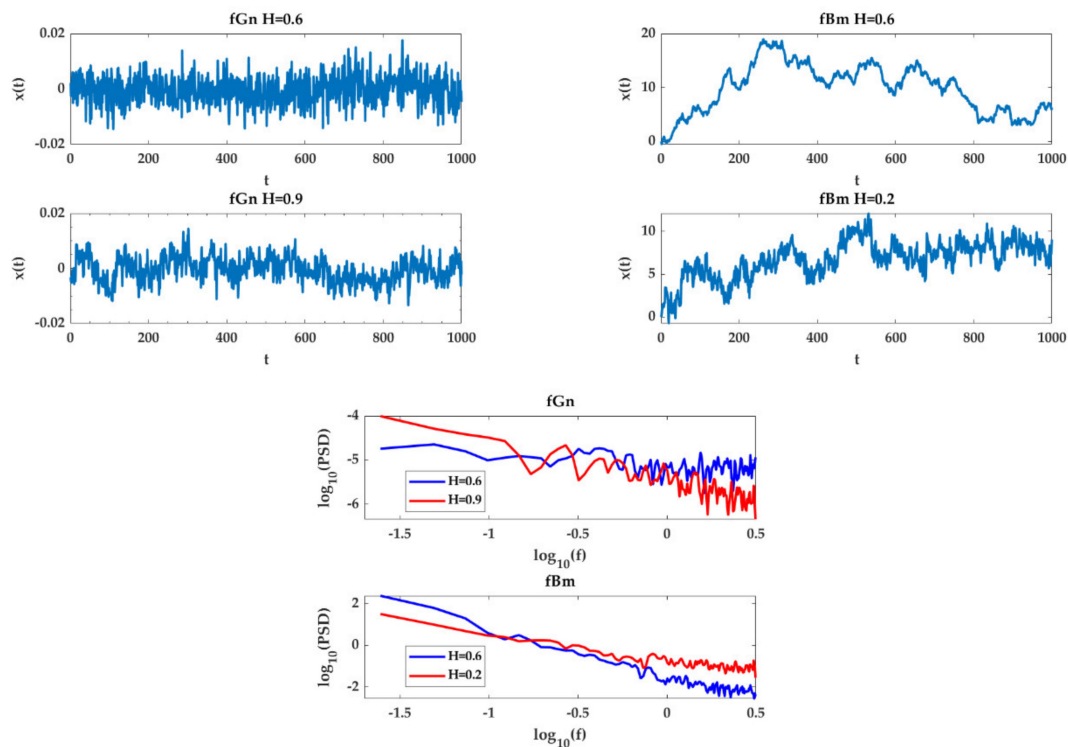 fGn H=0.6
0.02
0
-0.02
x(t)
0 200 400 600 800 1000
t
fBm H=0.6
20
10
0
x(t)
0 200 400 600 800 1000
t
fGn H=0.9
0.02
0
-0.02
x(t)
0 200 400 600 800 1000
t
fBm H=0.2
10
5
0
x(t)
0 200 400 600 800 1000
t
fGn
-4
-5
-6
log10(PSD)
H=0.6
H=0.9
-1.5 -1 -0.5 0 0.5
log10(f)
fBm
2
0
-2
log10(PSD)
H=0.6
H=0.2
-1.5 -1 -0.5 0 0.5
log10(f)